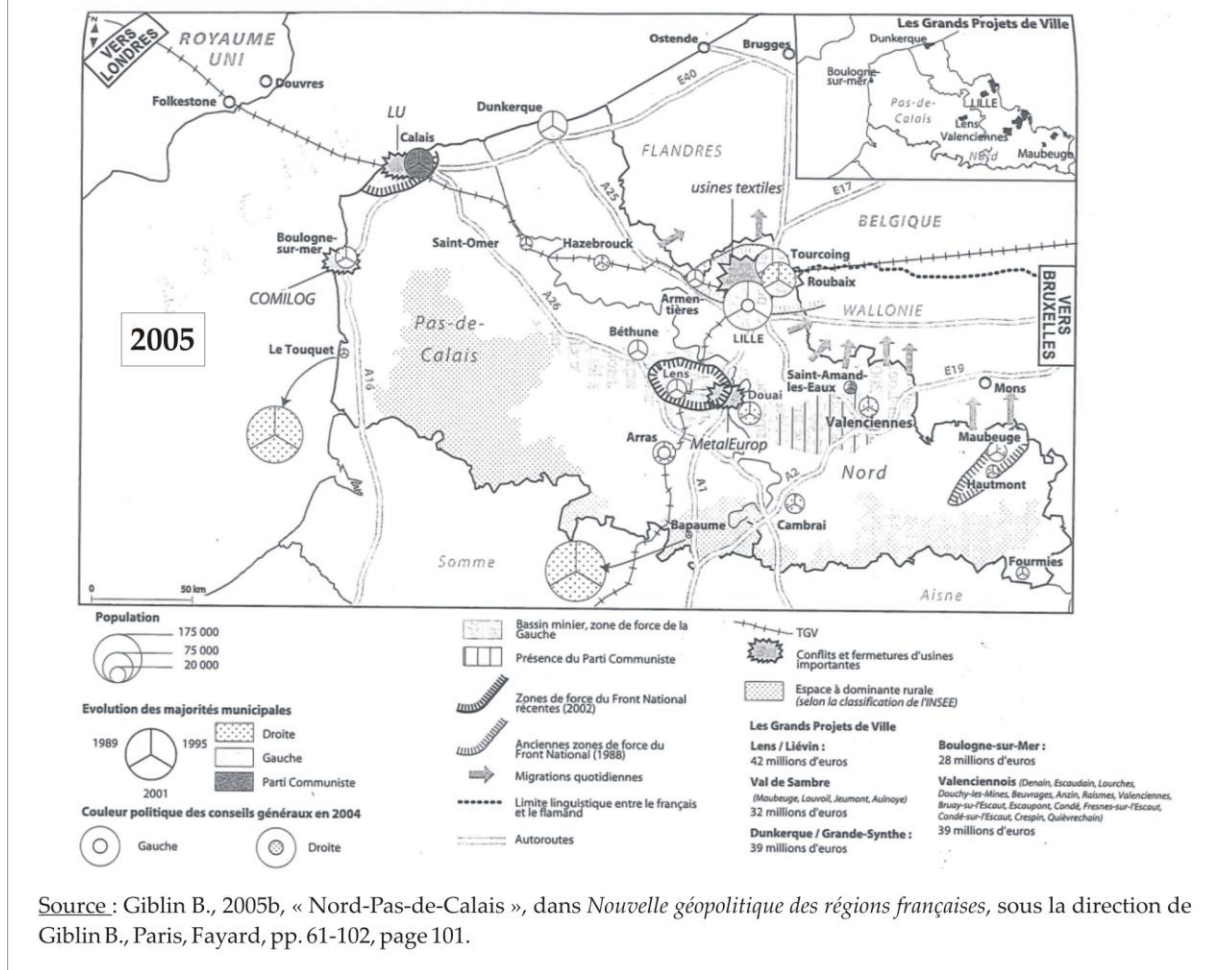 VERS
LONDRES
N
ROYAUME
UNI
Douvres
Folkestone
LU
Calais
Dunkerque
Ostende
Brugges
E40
FLANDRES
A25
usines textiles
E17
BELGIQUE
Les Grands Projets de Ville
Dunkerque
Boulogne-
sur-mer
Pas-de-
Calais
LILLE
Lens
Valenciennes
Nord
Maubeuge
Boulogne-
sur-mer
COMILOG
Saint-Omer
Hazebrouck
Tourcoing
Roubaix
Armen-
tières
LILLE
WALLONIE
VERS
BRUXELLES
2005
Pas-de-
Calais
A26
Béthune
Le Touquet
A16
Lens
Douai
Saint-Amand-
les-Eaux
E19
Mons
Valenciennes
Arras
MetalEurop
Maubeuge
Hautmont
A1
A2
Nord
Bapaume
Cambrai
Somme
Fourmies
Aisne
0
50 km
Population
175 000
75 000
20 000
Evolution des majorités municipales
1989
1995
2001
Droite
Gauche
Parti Communiste
Couleur politique des conseils généraux en 2004
Gauche
Droite
Bassin minier, zone de force de la
Gauche
Présence du Parti Communiste
Zones de force du Front National
récentes (2002)
Anciennes zones de force du
Front National (1988)
Migrations quotidiennes
Limite linguistique entre le français
et le flamand
Autoroutes
TGV
Conflits et fermetures d'usines
importantes
Espace à dominante rurale
(selon la classification de l'INSEE)
Les Grands Projets de Ville
Lens / Liévin :
42 millions d'euros
Val de Sambre
(Maubeuge, Louvoil, Jeumont, Aulnoye)
32 millions d'euros
Dunkerque / Grande-Synthe :
39 millions d'euros
Boulogne-sur-Mer :
28 millions d'euros
Valenciennois (Denain, Escaudain, Lourches,
Douchy-les-Mines, Beuvrages, Anzin, Raismes, Valenciennes,
Bruay-su-l'Escaut, Escaupont, Condé, Fresnes-sur-l'Escaut,
Condé-sur-l'Escaut, Crespin, Quièvrechain)
39 millions d'euros
Source : Giblin B., 2005b, « Nord-Pas-de-Calais », dans Nouvelle géopolitique des régions françaises, sous la direction de
Giblin B., Paris, Fayard, pp. 61-102, page 101.